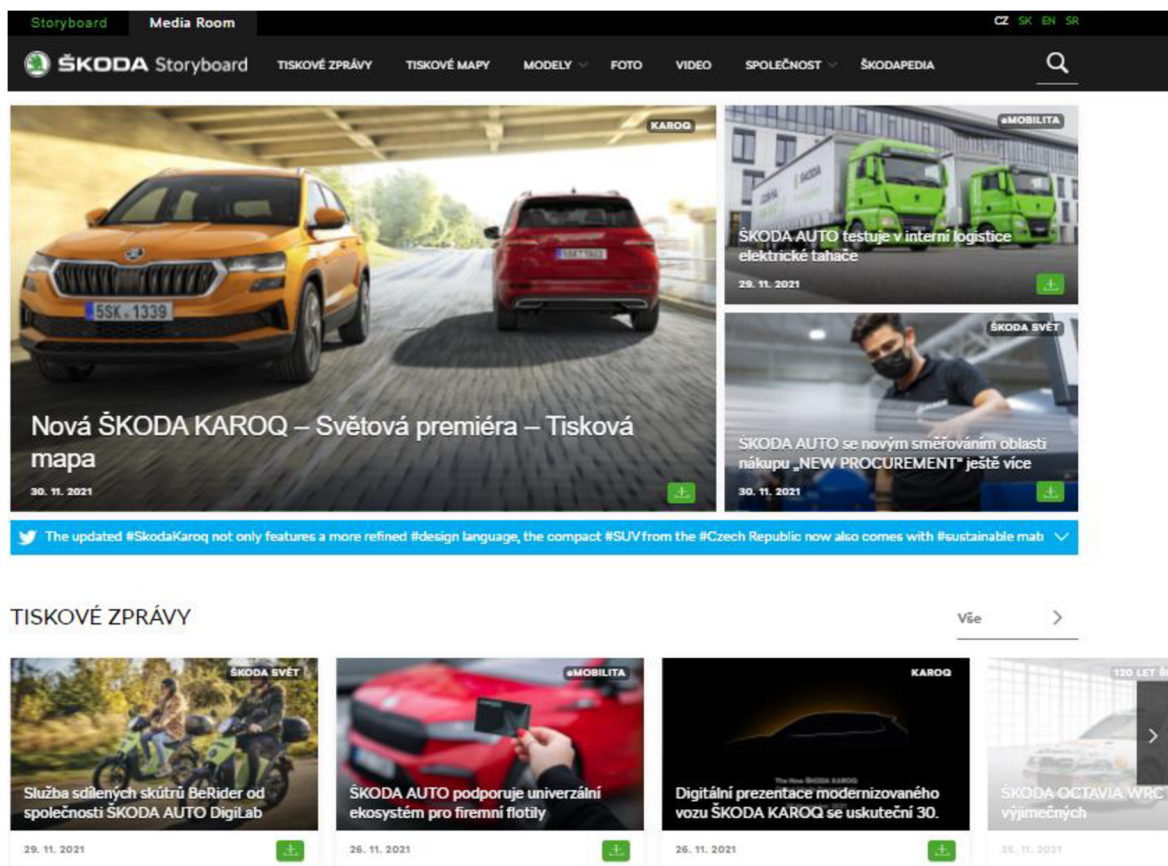 Storyboard Media Room CZ SK EN SR
ŠKODA Storyboard TISKOVÉ ZPRÁVY TISKOVÉ MAPY MODELY FOTO VIDEO SPOLEČNOST ŠKODAPEDIA
KAROQ
5SK 1339
Nová ŠKODA KAROQ – Světová premiéra – Tisková
mapa
30. 11. 2021
eMOBILITA
ŠKODA AUTO testuje v interní logistice
elektrické tahače
29. 11. 2021
ŠKODA SVĚT
ŠKODA AUTO se novým směřováním oblasti
nákupu „NEW PROCUREMENT“ ještě více
30. 11. 2021
The updated #SkodaKaroq not only features a more refined #design language, the compact #SUV from the #Czech Republic now also comes with #sustainable mat
TISKOVÉ ZPRÁVY Vše
ŠKODA SVĚT
Služba sdílených skútrů BeRider od
společnosti ŠKODA AUTO DigiLab
29. 11. 2021
eMOBILITA
ŠKODA AUTO podporuje univerzální
ekosystém pro firemní flotily
26. 11. 2021
KAROQ
The New ŠKODA KAROQ
Digitální prezentace modernizovaného
vozu ŠKODA KAROQ se uskuteční 30.
26. 11. 2021
120 LET
ŠKODA OCTAVIA WRC
výjimečných